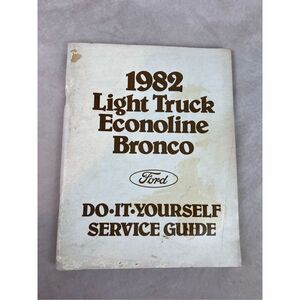 1982
Light Truck
Econoline
Bronco
Ford
DO•IT•YOURSELF
SERVICE GUIDE